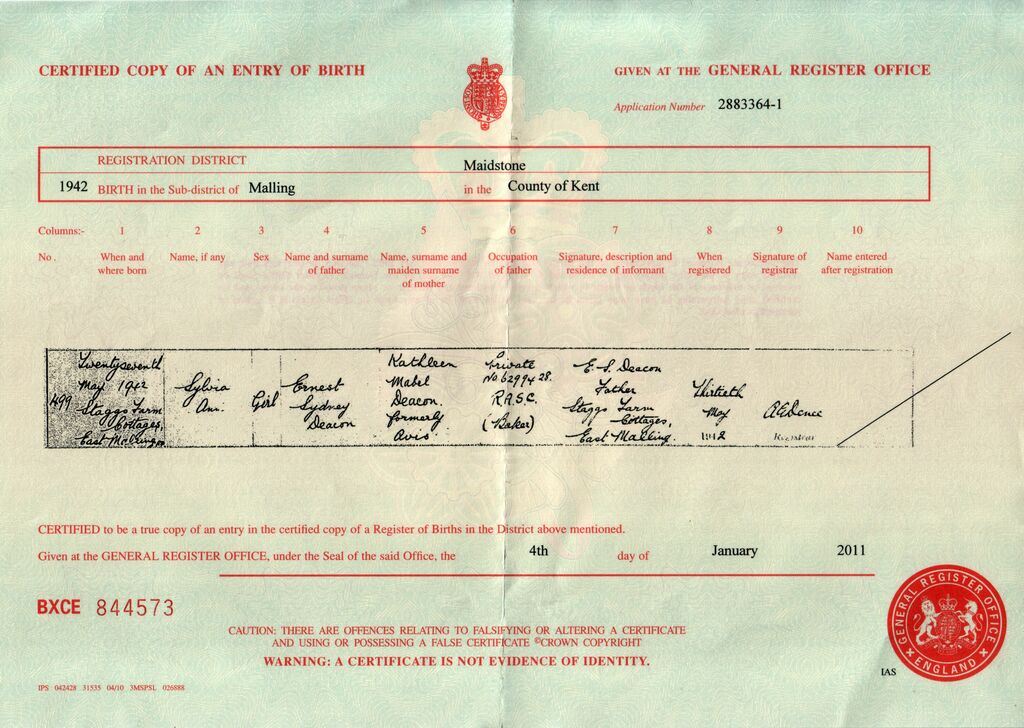 CERTIFIED COPY OF AN ENTRY OF BIRTH
GIVEN AT THE GENERAL REGISTER OFFICE
Application Number 2883364-1
REGISTRATION DISTRICT Maidstone
1942 BIRTH in the Sub-district of Malling in the County of Kent
Columns:- 1 2 3 4 5 6 7 8 9 10
No. When and where born Name, if any Sex Name and surname of father Name, surname and maiden surname of mother Occupation of father Signature, description and residence of informant When registered Signature of registrar Name entered after registration
499
Twentyseventh
May 1942
Staggs Farm
Cottages,
East Malling
Sylvia
Ann.
Girl
Ernest
Sydney
Deacon
Kathleen
Mabel
Deacon.
formerly
Avis
Private
No 6299428.
R.A.S.C.
(Baker)
E. S. Deacon
Father
Staggs Farm
Cottages,
East Malling.
Thirtieth
May
1942
Registrar
CERTIFIED to be a true copy of an entry in the certified copy of a Register of Births in the District above mentioned.
Given at the GENERAL REGISTER OFFICE, under the Seal of the said Office, the 4th day of January 2011
BXCE 844573
CAUTION: THERE ARE OFFENCES RELATING TO FALSIFYING OR ALTERING A CERTIFICATE
AND USING OR POSSESSING A FALSE CERTIFICATE ©CROWN COPYRIGHT
WARNING: A CERTIFICATE IS NOT EVIDENCE OF IDENTITY.
GENERAL REGISTER OFFICE
ENGLAND
IAS
IPS 042428 31535 04/10 3MSPSL 026888